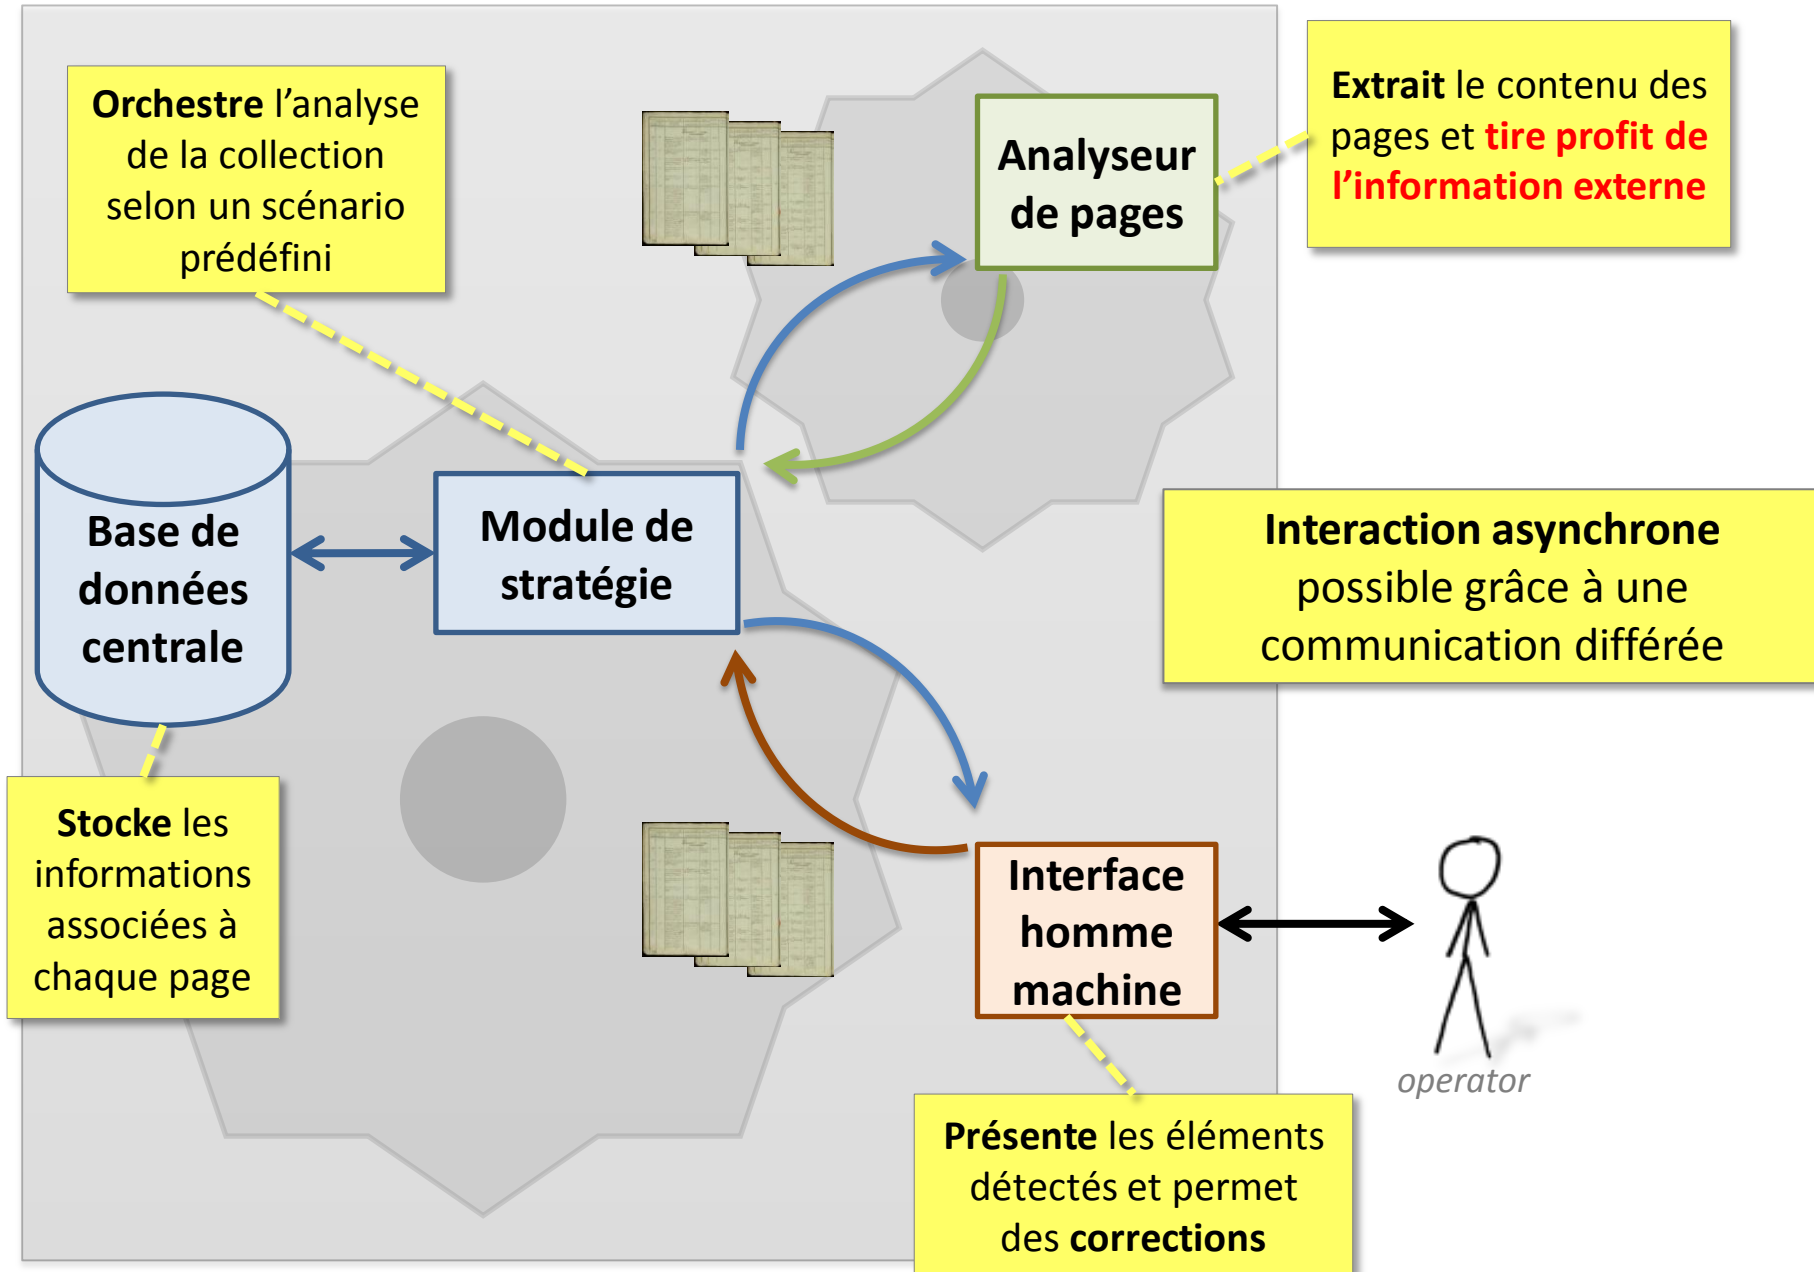 Orchestre l’analyse
de la collection
selon un scénario
prédéfini
Extrait le contenu des
pages et tire profit de
l’information externe
Analyseur
de pages
Base de
données
centrale
Module de
stratégie
Interaction asynchrone
possible grâce à une
communication différée
Stocke les
informations
associées à
chaque page
Interface
homme
machine
operator
Présente les éléments
détectés et permet
des corrections